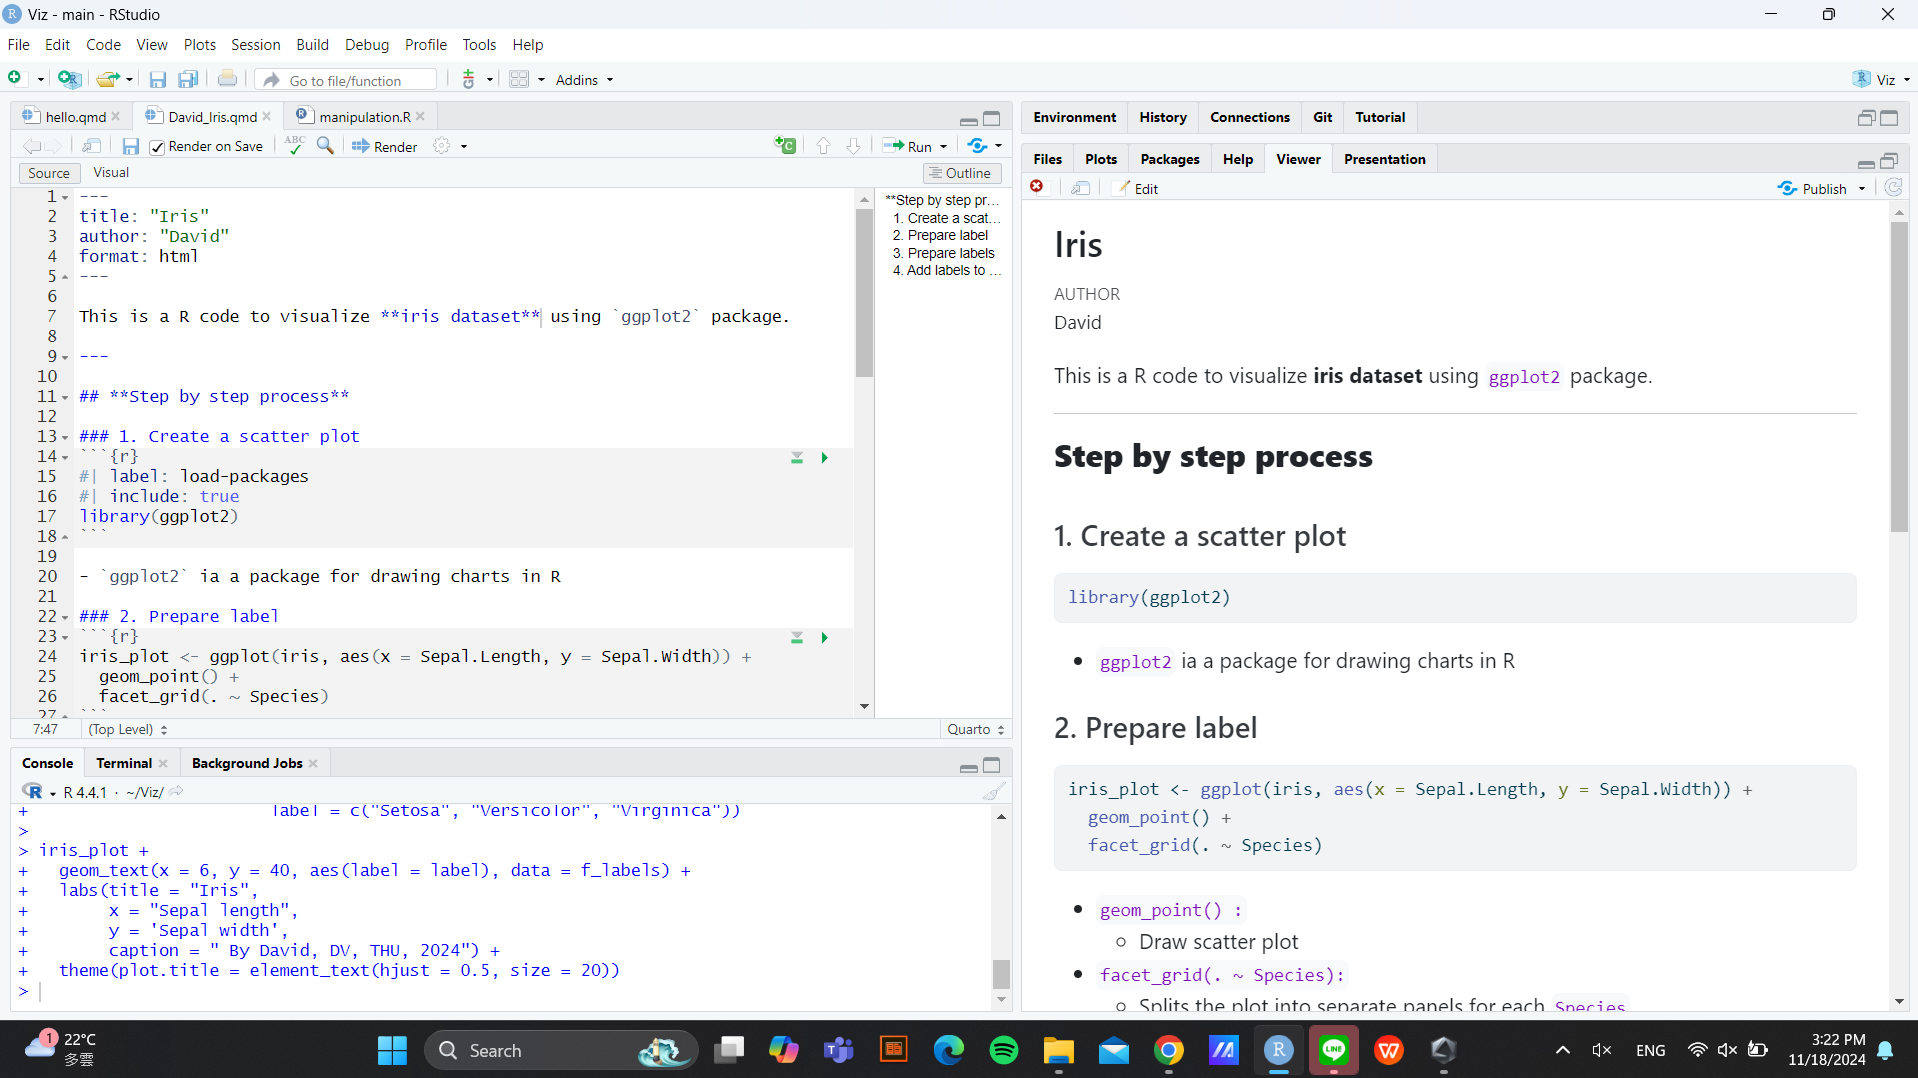 Viz - main - RStudio
File Edit Code View Plots Session Build Debug Profile Tools Help
Go to file/function Addins Viz
hello.qmd David_Iris.qmd manipulation.R
Render on Save ABC Render Run
Source Visual Outline
1 ---
2 title: "Iris"
3 author: "David"
4 format: html
5 ---
6
7 This is a R code to visualize **iris dataset** using `ggplot2` package.
8
9 ---
10
11 ## **Step by step process**
12
13 ### 1. Create a scatter plot
14 ```{r}
15 #| label: load-packages
16 #| include: true
17 library(ggplot2)
18 ```
19
20 - `ggplot2` ia a package for drawing charts in R
21
22 ### 2. Prepare label
23 ```{r}
24 iris_plot <- ggplot(iris, aes(x = Sepal.Length, y = Sepal.Width)) +
25 geom_point() +
26 facet_grid(. ~ Species)
27 ```
**Step by step pr...
1. Create a scat...
2. Prepare label
3. Prepare labels
4. Add labels to ...
7:47 (Top Level) Quarto
Console Terminal Background Jobs
R 4.4.1 · ~/Viz/
+ label = c("Setosa", "Versicolor", "Virginica"))
>
> iris_plot +
+ geom_text(x = 6, y = 40, aes(label = label), data = f_labels) +
+ labs(title = "Iris",
+ x = "Sepal length",
+ y = 'Sepal width',
+ caption = " By David, DV, THU, 2024") +
+ theme(plot.title = element_text(hjust = 0.5, size = 20))
>
Environment History Connections Git Tutorial
Files Plots Packages Help Viewer Presentation
Edit Publish
Iris
AUTHOR
David
This is a R code to visualize iris dataset using ggplot2 package.
Step by step process
1. Create a scatter plot
library(ggplot2)
• ggplot2 ia a package for drawing charts in R
2. Prepare label
iris_plot <- ggplot(iris, aes(x = Sepal.Length, y = Sepal.Width)) +
geom_point() +
facet_grid(. ~ Species)
• geom_point() :
○ Draw scatter plot
• facet_grid(. ~ Species):
○ Splits the plot into separate panels for each Species
1 22°C
多雲
Search
LINE
ENG
3:22 PM
11/18/2024